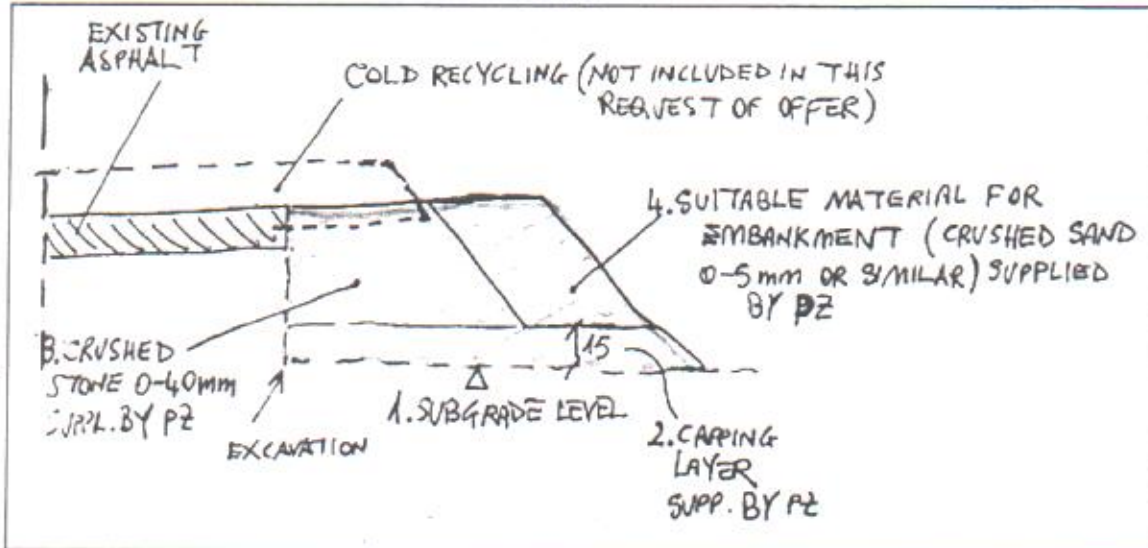 EXISTING
ASPHALT
COLD RECYCLING (NOT INCLUDED IN THIS
REQUEST OF OFFER)
4. SUITABLE MATERIAL FOR
EMBANKMENT (CRUSHED SAND
0-5mm OR SIMILAR) SUPPLIED
BY PZ
3. CRUSHED
STONE 0-40mm
SUPPL. BY PZ
EXCAVATION
1. SUBGRADE LEVEL
15
2. CAPPING
LAYER
SUPP. BY PZ